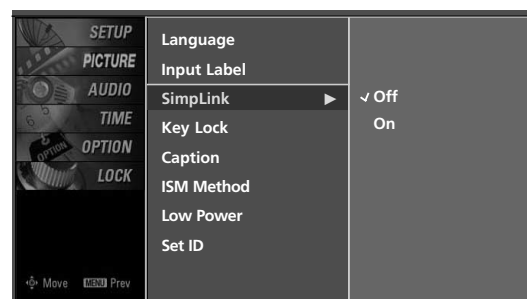 SETUP
PICTURE
AUDIO
TIME
OPTION
LOCK
Move MENU Prev
Language
Input Label
SimpLink
Key Lock
Caption
ISM Method
Low Power
Set ID
Off
On